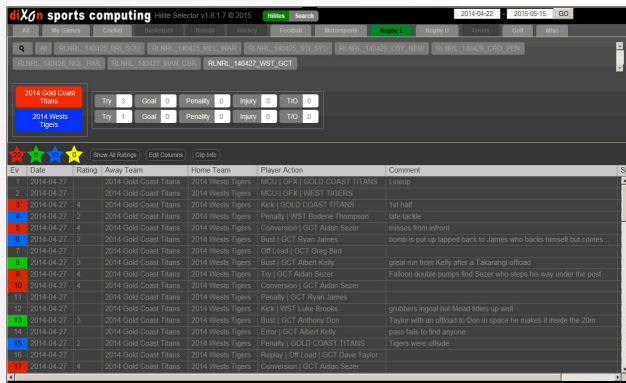 diXon sports computing Hilite Selector v1.8.1.7 © 2015 Hilites Search 2014-04-22 - 2015-05-15 GO
All My Games Cricket Basketball Netball Hockey Football Motorsports Rugby L Rugby U Tennis Golf Misc
All RLNRL_140425_BRI_SOU RLNRL_140425_MEL_WAR RLNRL_140425_STI_SYD RLNRL_140426_CBY_NEW RLNRL_140426_CRO_PEN
RLNRL_140426_NQL_PAR RLNRL_140427_MAN_CBR RLNRL_140427_WST_GCT
2014 Gold Coast Titans
Try 3 Goal 0 Penality 0 Injury 3 T/O 0
2014 Wests Tigers
Try 1 Goal 0 Penality 0 Injury 0 T/O 0
Show All Ratings Edit Columns Clip Info
Ev Date Rating Away Team Home Team Player Action Comment S
1 2014-04-27 2014 Gold Coast Titans 2014 Wests Tigers MCU | GFX | GOLD COAST TITANS Lineup
2 2014-04-27 2014 Gold Coast Titans 2014 Wests Tigers MCU | GFX | WEST TIGERS
3 2014-04-27 4 2014 Gold Coast Titans 2014 Wests Tigers Kick | GOLD COAST TITANS 1st half
4 2014-04-27 2 2014 Gold Coast Titans 2014 Wests Tigers Penalty | WST Bodene Thompson late tackle
5 2014-04-27 4 2014 Gold Coast Titans 2014 Wests Tigers Conversion | GCT Aidan Sezer misses from infront
6 2014-04-27 2 2014 Gold Coast Titans 2014 Wests Tigers Bust | GCT Ryan James bomb is put up tapped back to James who backs himself but comes
7 2014-04-27 2014 Gold Coast Titans 2014 Wests Tigers Off Load | GCT Greg Bird
8 2014-04-27 3 2014 Gold Coast Titans 2014 Wests Tigers Bust | GCT Albert Kelly great run from Kelly after a Takarangi offload
9 2014-04-27 4 2014 Gold Coast Titans 2014 Wests Tigers Try | GCT Aidan Sezer Falloon double pumps find Sezer who steps his way under the post
10 2014-04-27 4 2014 Gold Coast Titans 2014 Wests Tigers Conversion | GCT Aidan Sezer
11 2014-04-27 2014 Gold Coast Titans 2014 Wests Tigers Penalty | GCT Ryan James
12 2014-04-27 2014 Gold Coast Titans 2014 Wests Tigers Kick | WST Luke Brooks grubbers ingoal but Mead tidies up well
13 2014-04-27 3 2014 Gold Coast Titans 2014 Wests Tigers Bust | GCT Anthony Don Taylor with an offload to Don in space he makes it inside the 20m
14 2014-04-27 2014 Gold Coast Titans 2014 Wests Tigers Error | GCT Albert Kelly pass fails to find anyone
15 2014-04-27 2 2014 Gold Coast Titans 2014 Wests Tigers Penalty | GOLD COAST TITANS Tigers were offside
16 2014-04-27 2014 Gold Coast Titans 2014 Wests Tigers Replay | Off Load | GCT Dave Taylor
17 2014-04-27 4 2014 Gold Coast Titans 2014 Wests Tigers Conversion | GCT Aidan Sezer